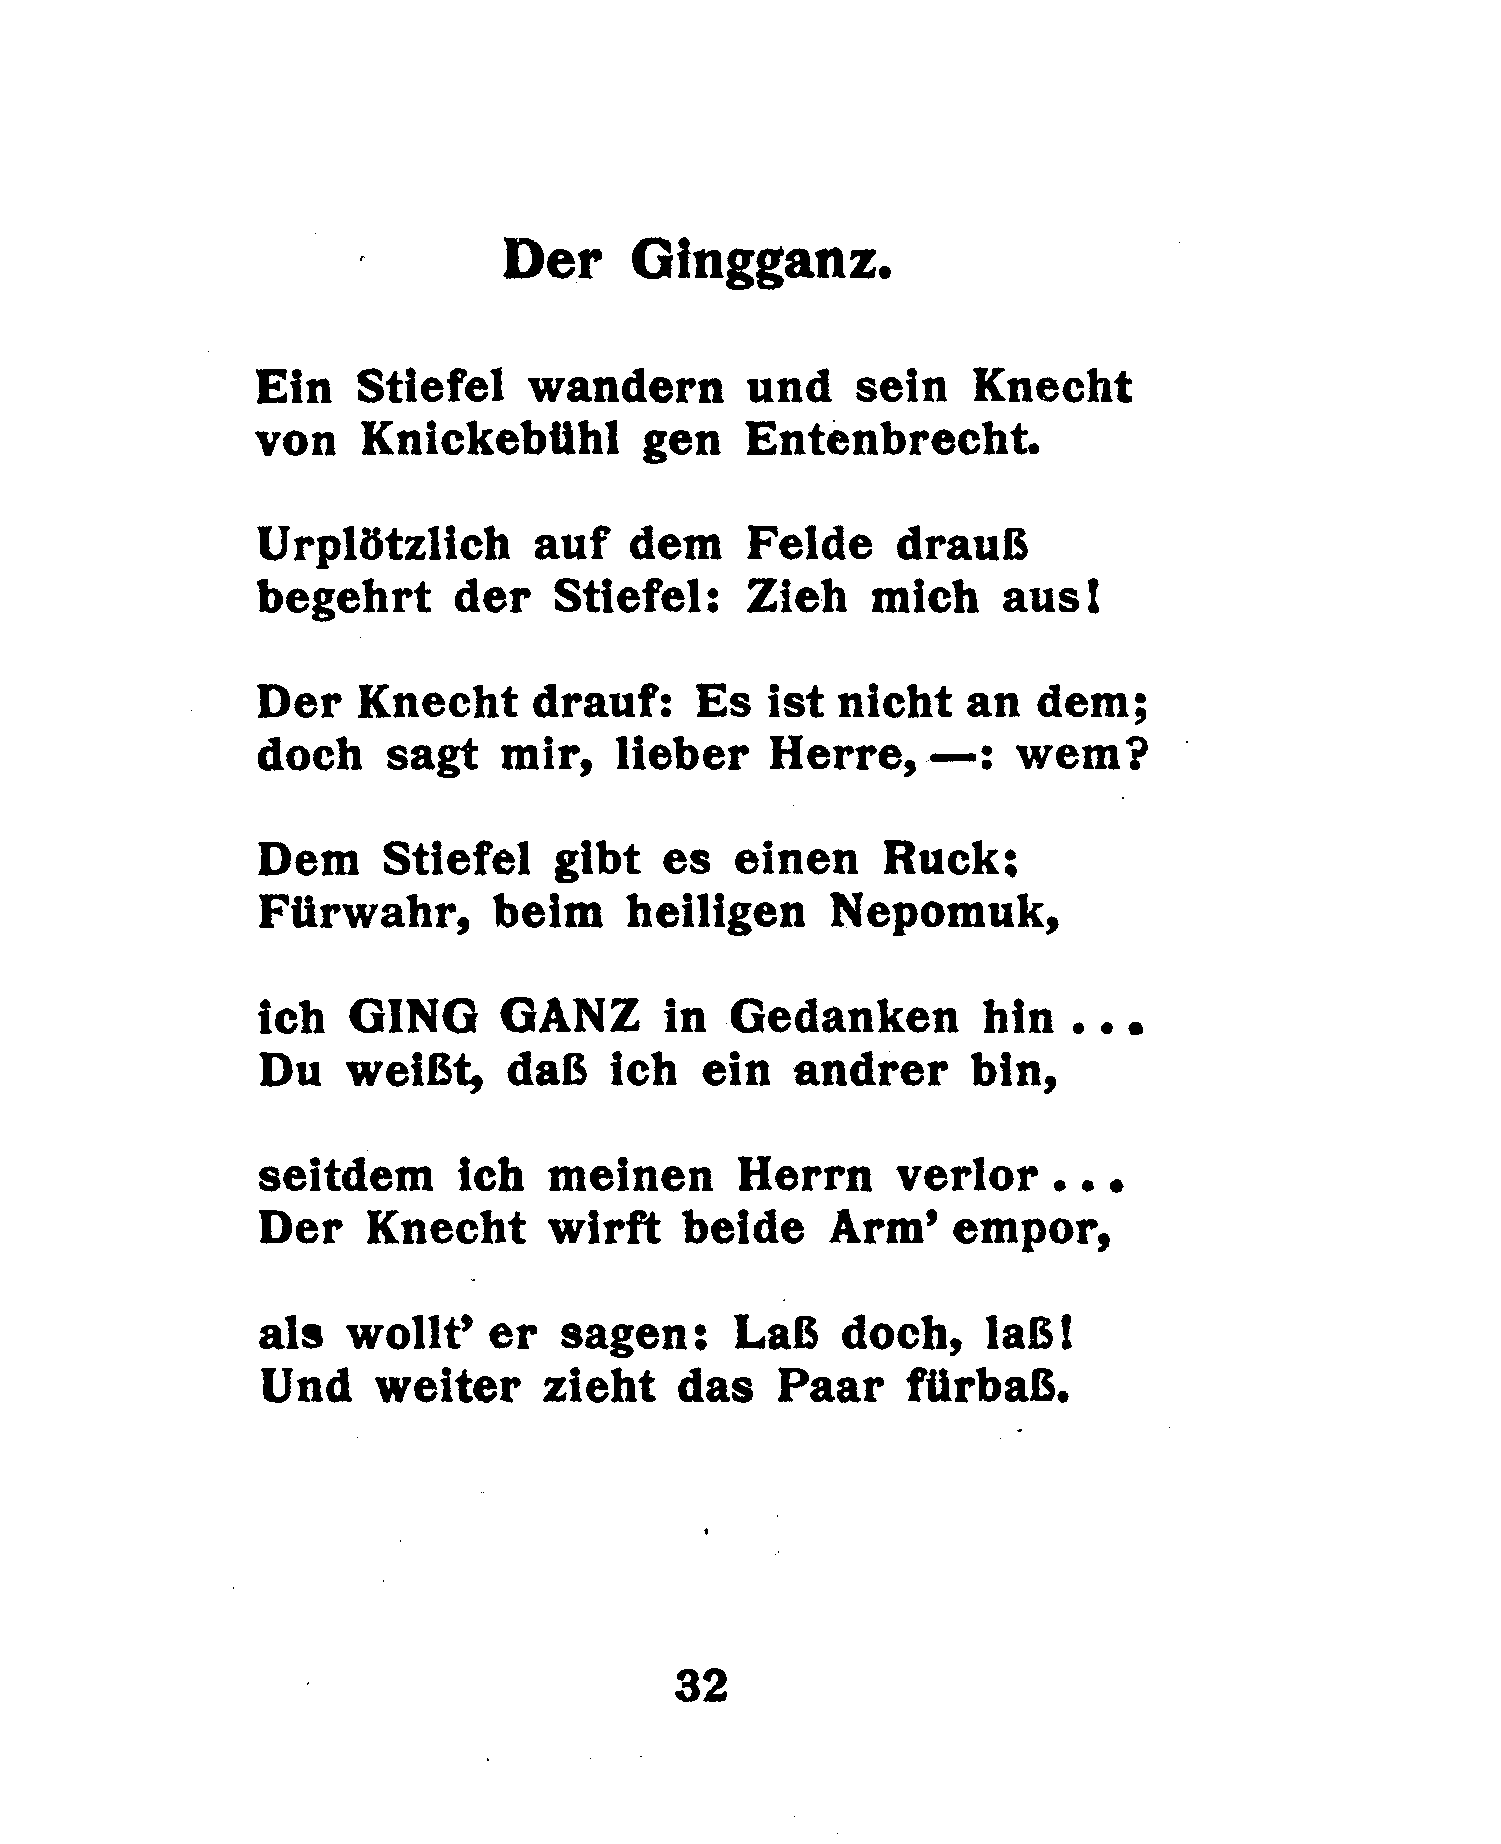 Der Gingganz.
Ein Stiefel wandern und sein Knecht
von Knickebühl gen Entenbrecht.
Urplötzlich auf dem Felde drauß
begehrt der Stiefel: Zieh mich aus!
Der Knecht drauf: Es ist nicht an dem;
doch sagt mir, lieber Herre, —: wem?
Dem Stiefel gibt es einen Ruck:
Fürwahr, beim heiligen Nepomuk,
ich GING GANZ in Gedanken hin . . .
Du weißt, daß ich ein andrer bin,
seitdem ich meinen Herrn verlor . . .
Der Knecht wirft beide Arm' empor,
als wollt' er sagen: Laß doch, laß!
Und weiter zieht das Paar fürbaß.
32